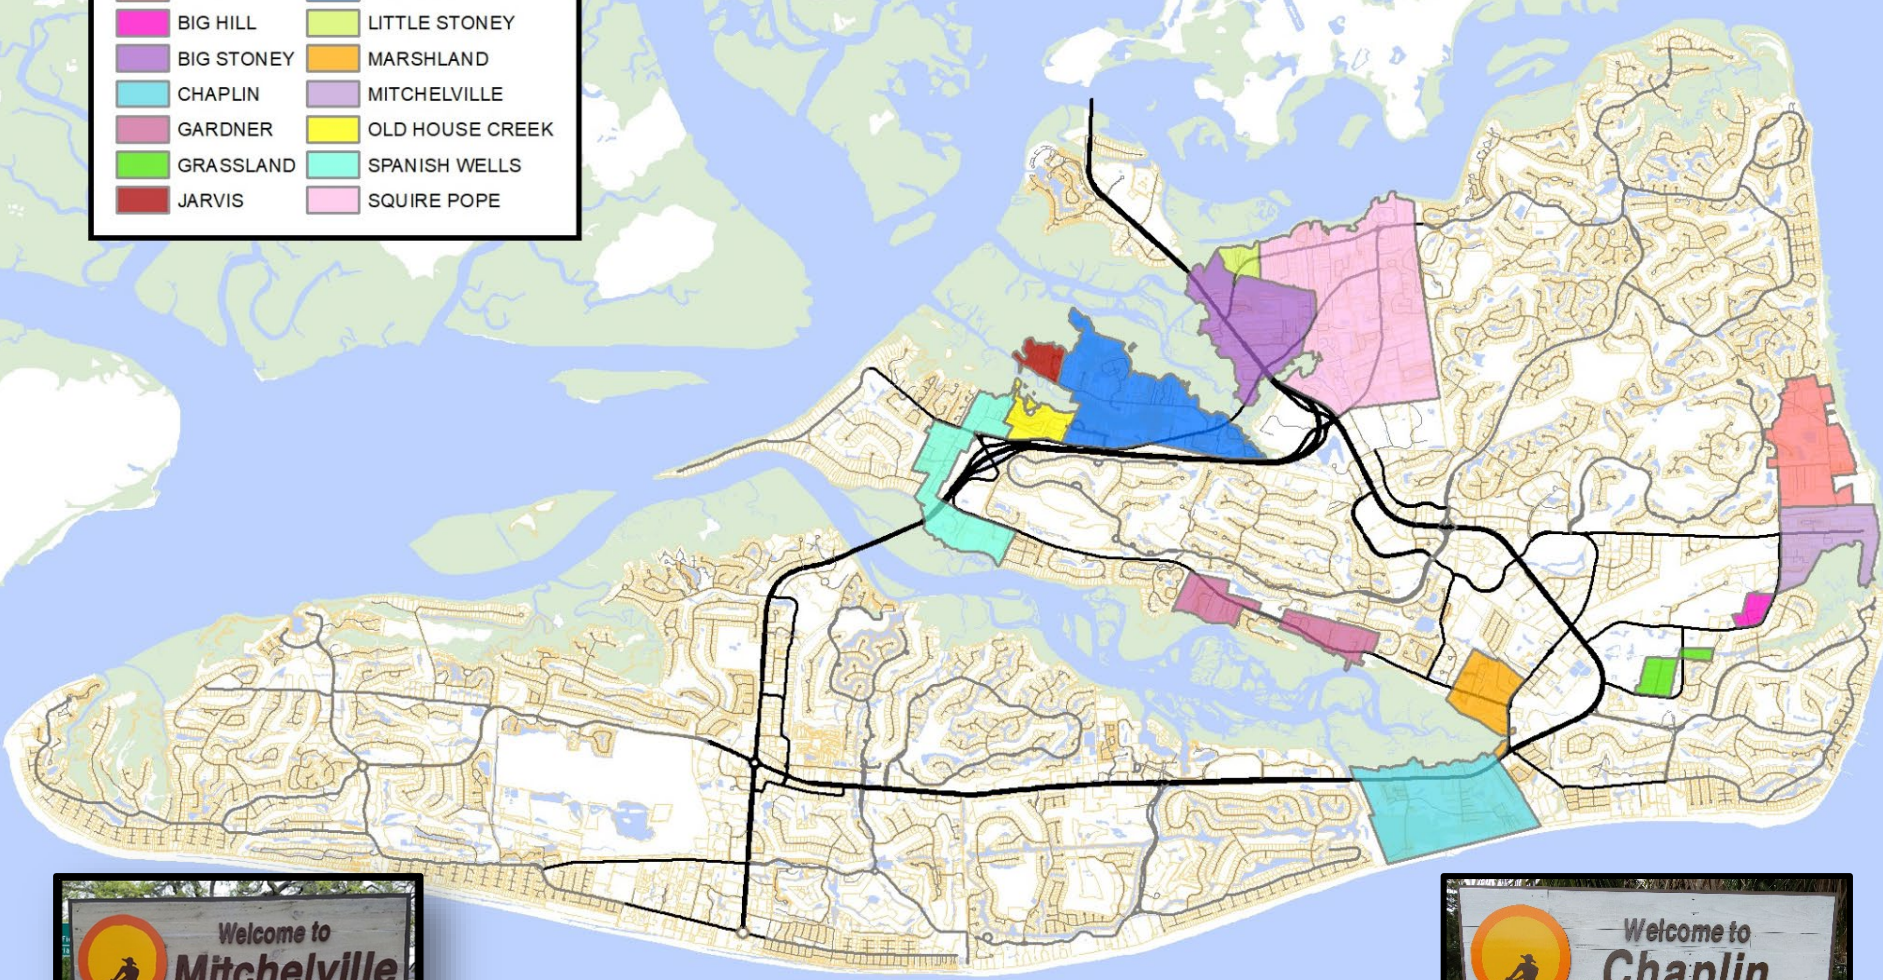 BIG HILL LITTLE STONEY
BIG STONEY MARSHLAND
CHAPLIN MITCHELVILLE
GARDNER OLD HOUSE CREEK
GRASSLAND SPANISH WELLS
JARVIS SQUIRE POPE
Welcome to
Mitchelville
Welcome to
Chaplin